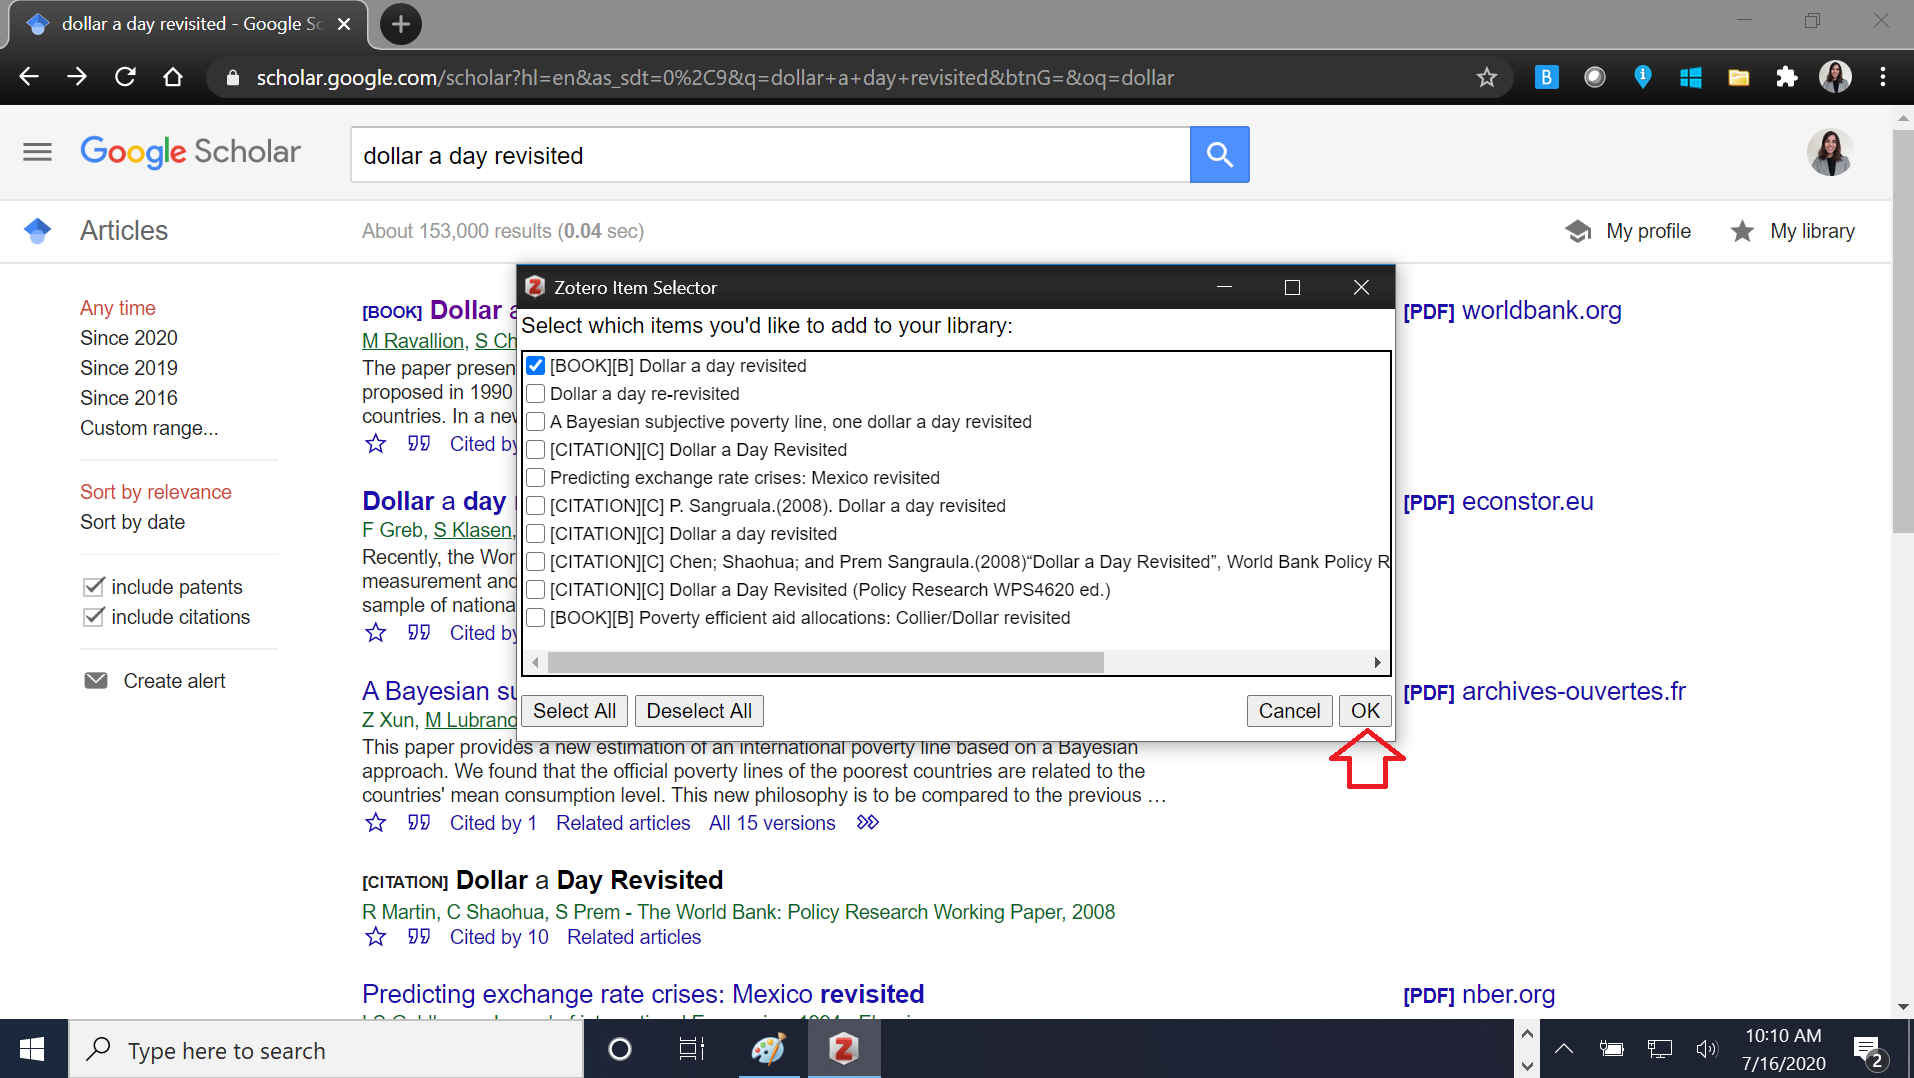 dollar a day revisited - Google Sc
scholar.google.com/scholar?hl=en&as_sdt=0%2C9&q=dollar+a+day+revisited&btnG=&oq=dollar
B
Google Scholar
dollar a day revisited
Articles
About 153,000 results (0.04 sec)
My profile
My library
Any time
Since 2020
Since 2019
Since 2016
Custom range...
Sort by relevance
Sort by date
include patents
include citations
Create alert
[BOOK] Dollar a
M Ravallion, S Ch
The paper presen
proposed in 1990
countries. In a new
Cited by
[PDF] worldbank.org
Dollar a day
F Greb, S Klasen,
Recently, the Wor
measurement and
sample of nationa
Cited by
[PDF] econstor.eu
Z Zotero Item Selector
Select which items you'd like to add to your library:
[BOOK][B] Dollar a day revisited
Dollar a day re-revisited
A Bayesian subjective poverty line, one dollar a day revisited
[CITATION][C] Dollar a Day Revisited
Predicting exchange rate crises: Mexico revisited
[CITATION][C] P. Sangruala.(2008). Dollar a day revisited
[CITATION][C] Dollar a day revisited
[CITATION][C] Chen; Shaohua; and Prem Sangraula.(2008)“Dollar a Day Revisited”, World Bank Policy R
[CITATION][C] Dollar a Day Revisited (Policy Research WPS4620 ed.)
[BOOK][B] Poverty efficient aid allocations: Collier/Dollar revisited
Select All
Deselect All
Cancel
OK
A Bayesian su
Z Xun, M Lubrano
This paper provides a new estimation of an international poverty line based on a Bayesian
approach. We found that the official poverty lines of the poorest countries are related to the
countries' mean consumption level. This new philosophy is to be compared to the previous …
Cited by 1 Related articles All 15 versions
[PDF] archives-ouvertes.fr
[CITATION] Dollar a Day Revisited
R Martin, C Shaohua, S Prem - The World Bank: Policy Research Working Paper, 2008
Cited by 10 Related articles
Predicting exchange rate crises: Mexico revisited
[PDF] nber.org
Type here to search
Z
10:10 AM
7/16/2020
2